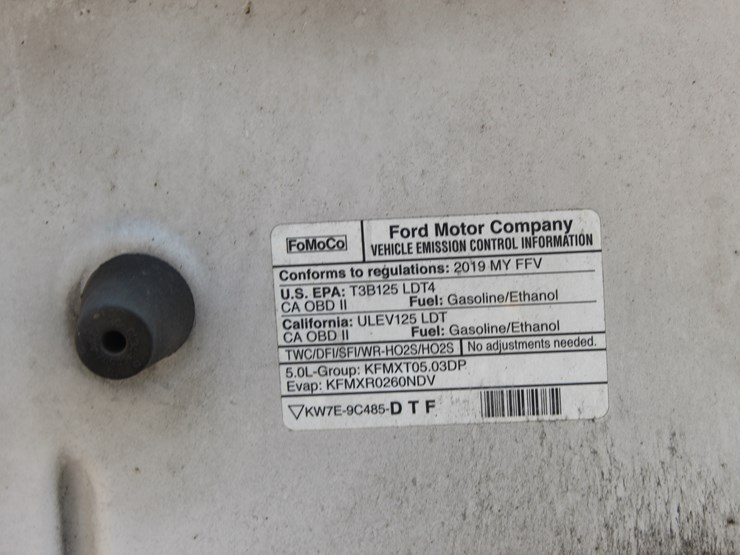 FoMoCo
Ford Motor Company
VEHICLE EMISSION CONTROL INFORMATION
Conforms to regulations: 2019 MY FFV
U.S. EPA: T3B125 LDT4
CA OBD II Fuel: Gasoline/Ethanol
California: ULEV125 LDT
CA OBD II Fuel: Gasoline/Ethanol
TWC/DFI/SFI/WR-HO2S/HO2S No adjustments needed.
5.0L-Group: KFMXT05.03DP
Evap: KFMXR0260NDV
KW7E-9C485-D T F